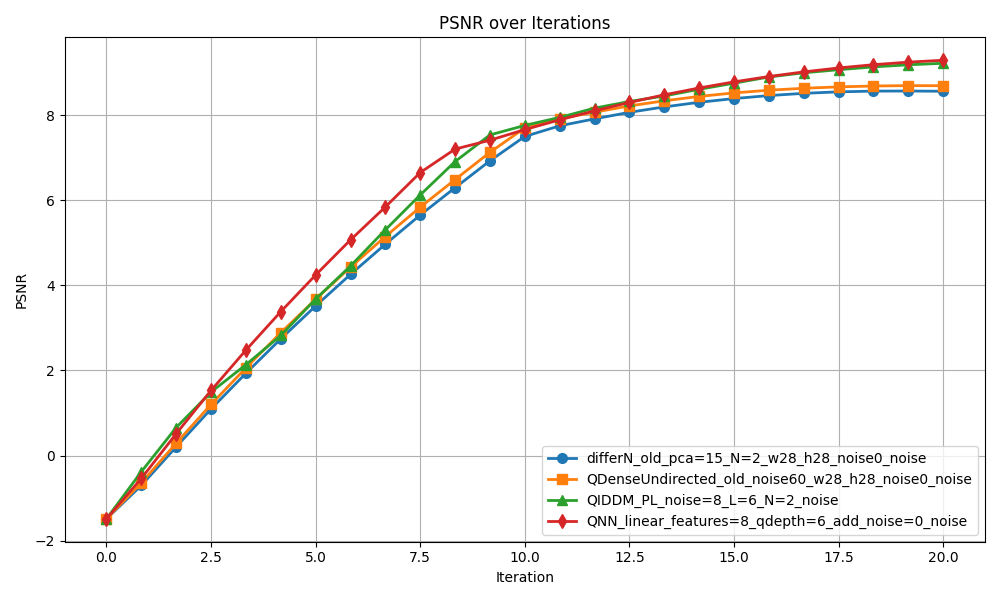 PSNR over Iterations
PSNR
8
6
4
2
0
−2
0.0
2.5
5.0
7.5
10.0
12.5
15.0
17.5
20.0
Iteration
differN_old_pca=15_N=2_w28_h28_noise0_noise
QDenseUndirected_old_noise60_w28_h28_noise0_noise
QIDDM_PL_noise=8_L=6_N=2_noise
QNN_linear_features=8_qdepth=6_add_noise=0_noise